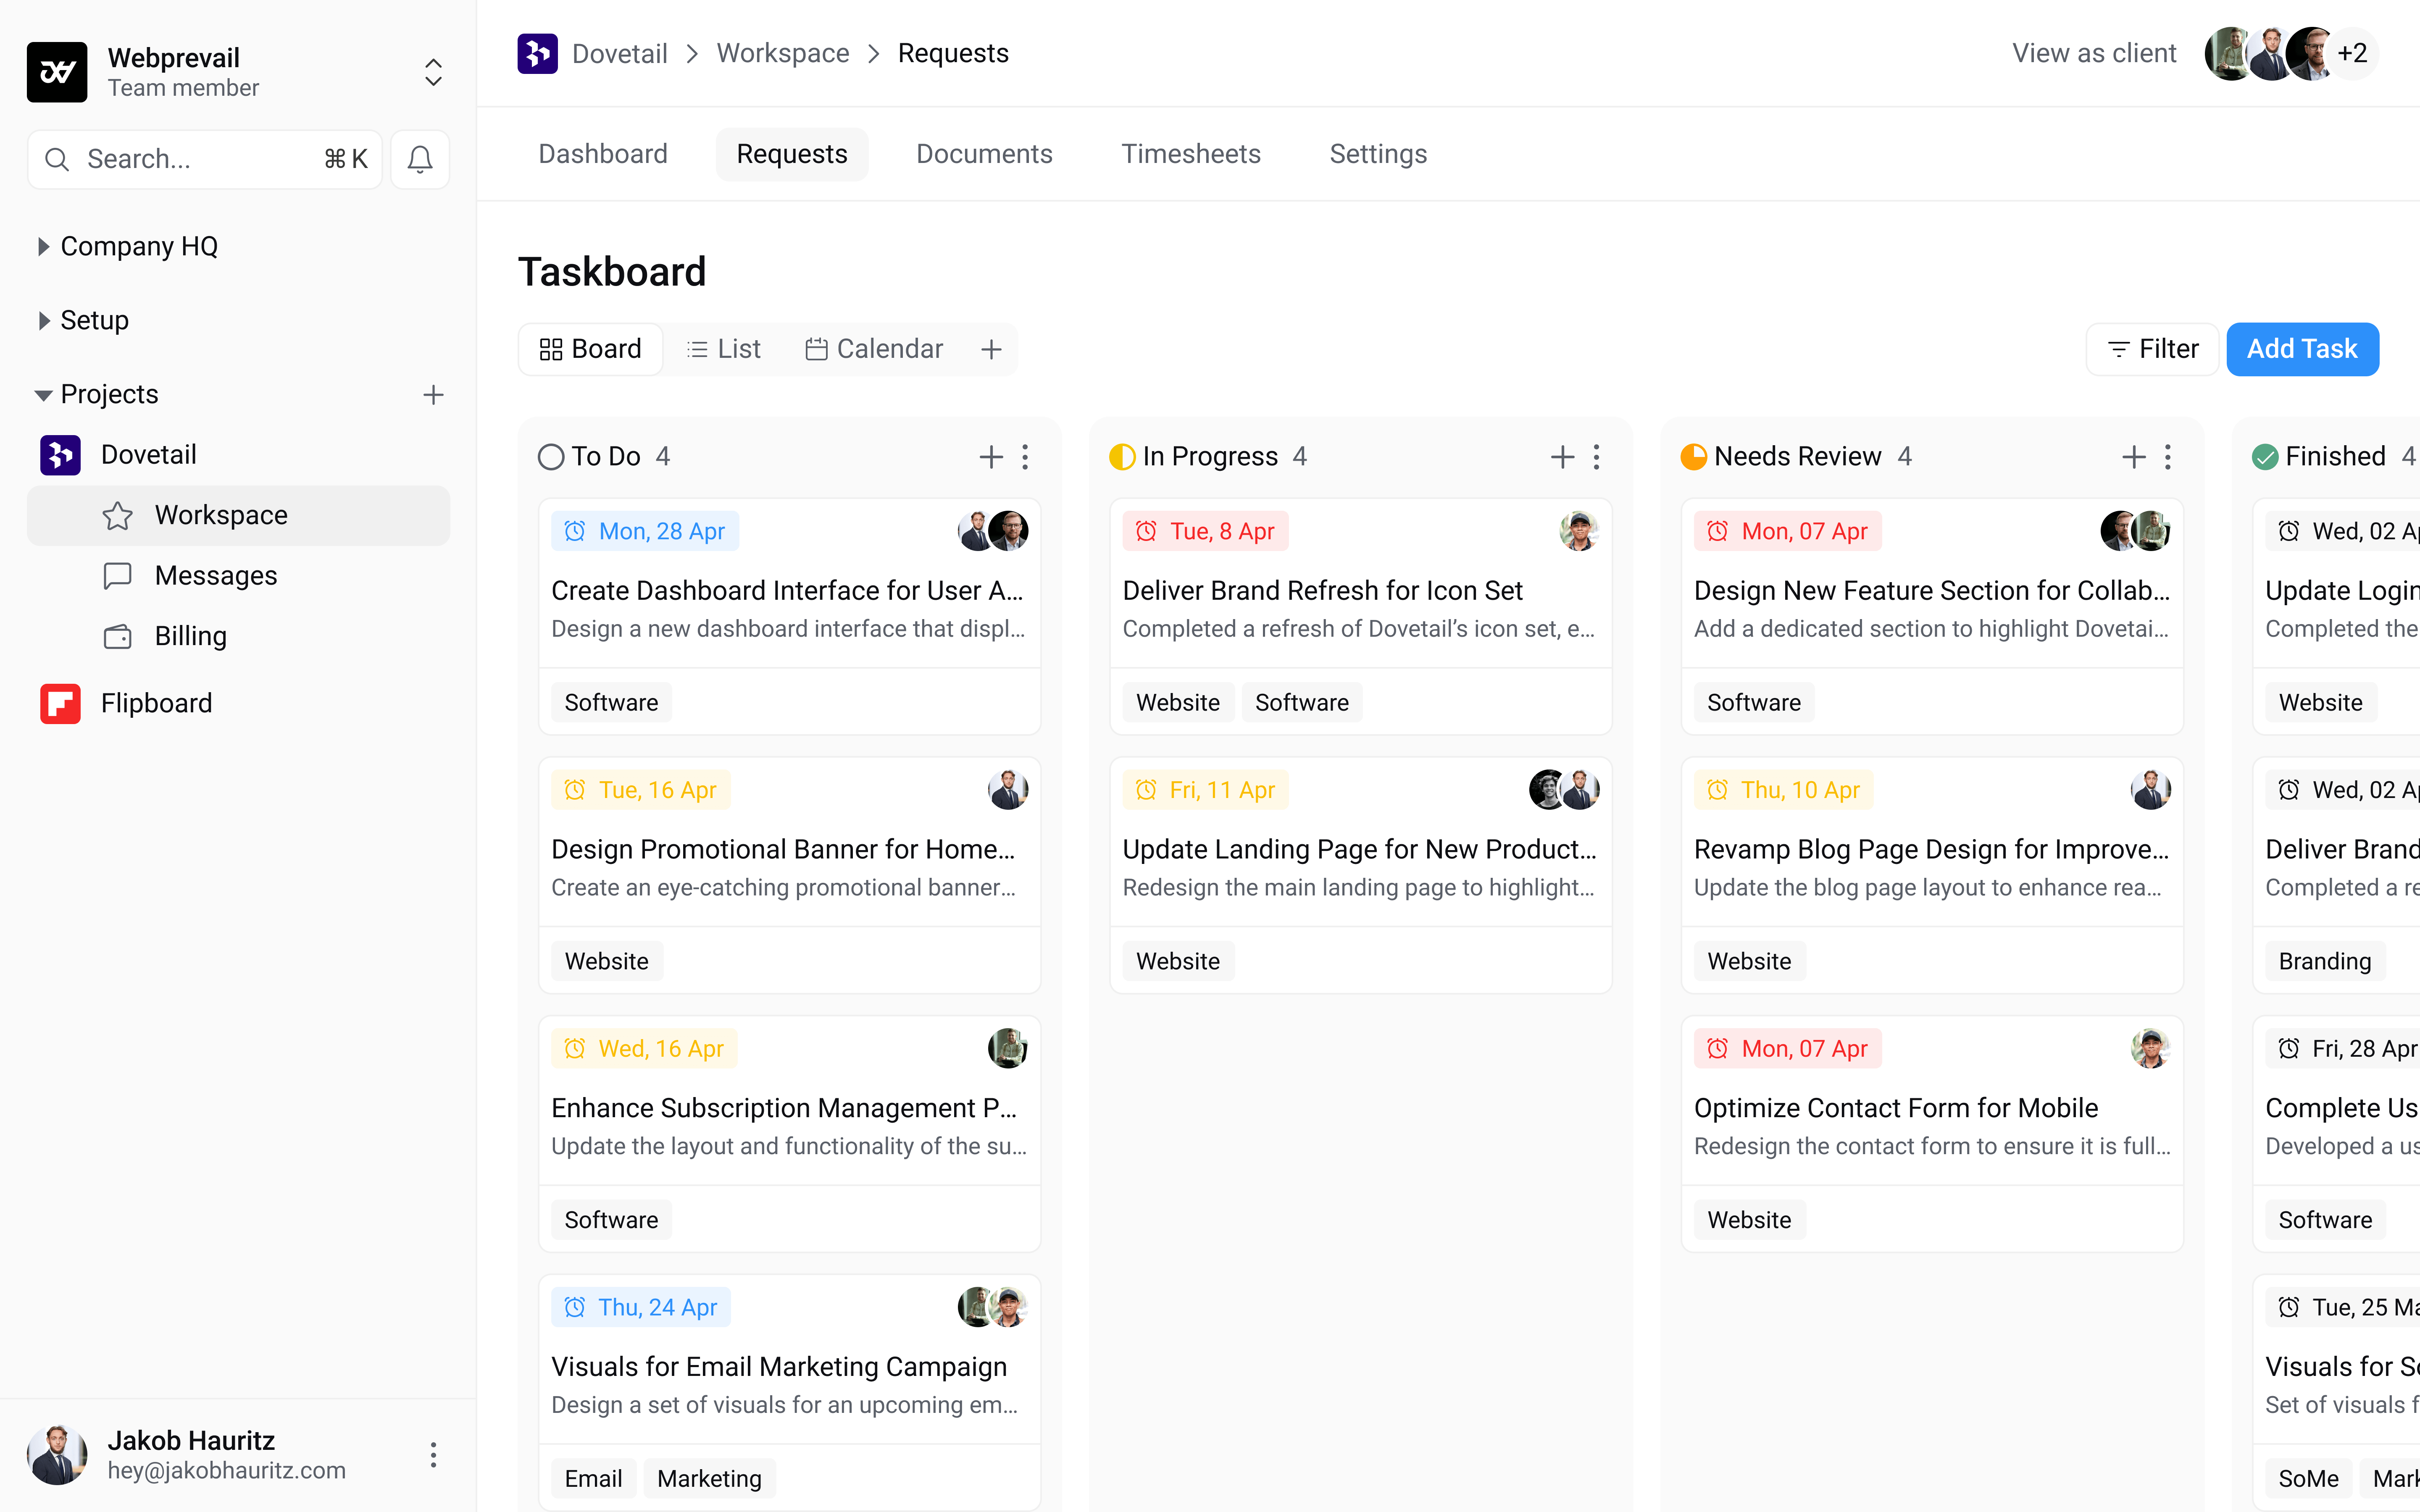 Webprevail
Team member
Search...
⌘ K
Company HQ
Setup
Projects
Dovetail
Workspace
Messages
Billing
Flipboard
Jakob Hauritz
hey@jakobhauritz.com
Dovetail > Workspace > Requests
View as client
+2
Dashboard
Requests
Documents
Timesheets
Settings
Taskboard
Board
List
Calendar
Filter
Add Task
To Do 4
Mon, 28 Apr
Create Dashboard Interface for User A...
Design a new dashboard interface that displ...
Software
Tue, 16 Apr
Design Promotional Banner for Home...
Create an eye-catching promotional banner...
Website
Wed, 16 Apr
Enhance Subscription Management P...
Update the layout and functionality of the su...
Software
Thu, 24 Apr
Visuals for Email Marketing Campaign
Design a set of visuals for an upcoming em...
Email
Marketing
In Progress 4
Tue, 8 Apr
Deliver Brand Refresh for Icon Set
Completed a refresh of Dovetail’s icon set, e...
Website
Software
Fri, 11 Apr
Update Landing Page for New Product...
Redesign the main landing page to highlight...
Website
Needs Review 4
Mon, 07 Apr
Design New Feature Section for Collab...
Add a dedicated section to highlight Dovetai...
Software
Thu, 10 Apr
Revamp Blog Page Design for Improve...
Update the blog page layout to enhance rea...
Website
Mon, 07 Apr
Optimize Contact Form for Mobile
Redesign the contact form to ensure it is full...
Website
Finished 4
Wed, 02 Ap
Update Login
Completed the
Website
Wed, 02 Ap
Deliver Brand
Completed a re
Branding
Fri, 28 Apr
Complete Us
Developed a us
Software
Tue, 25 Ma
Visuals for So
Set of visuals f
SoMe
Mark